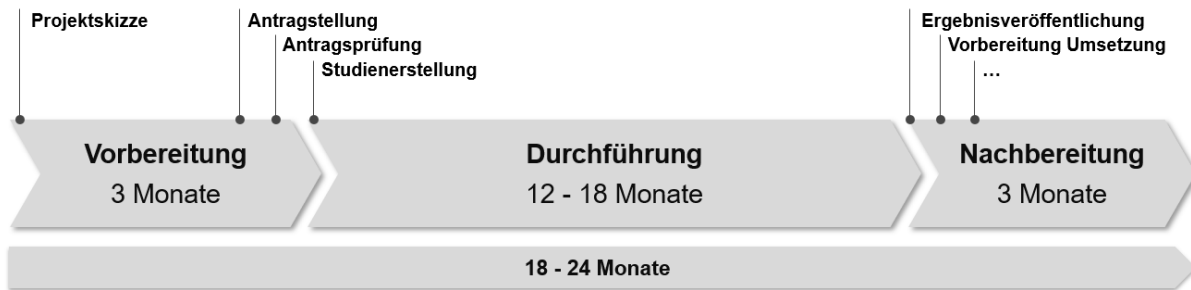 Projektskizze
Antragstellung
Antragsprüfung
Studienerstellung
Ergebnisveröffentlichung
Vorbereitung Umsetzung
...
Vorbereitung
3 Monate
Durchführung
12 - 18 Monate
Nachbereitung
3 Monate
18 - 24 Monate